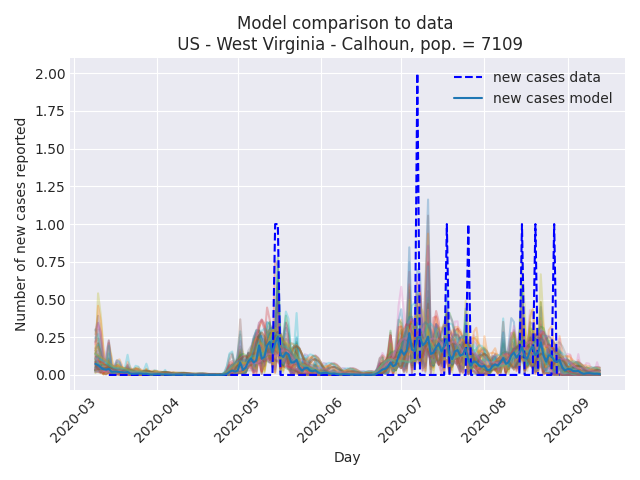 Model comparison to data
US - West Virginia - Calhoun, pop. = 7109
new cases data
new cases model
Number of new cases reported
2.00
1.75
1.50
1.25
1.00
0.75
0.50
0.25
0.00
2020-03
2020-04
2020-05
2020-06
2020-07
2020-08
2020-09
Day